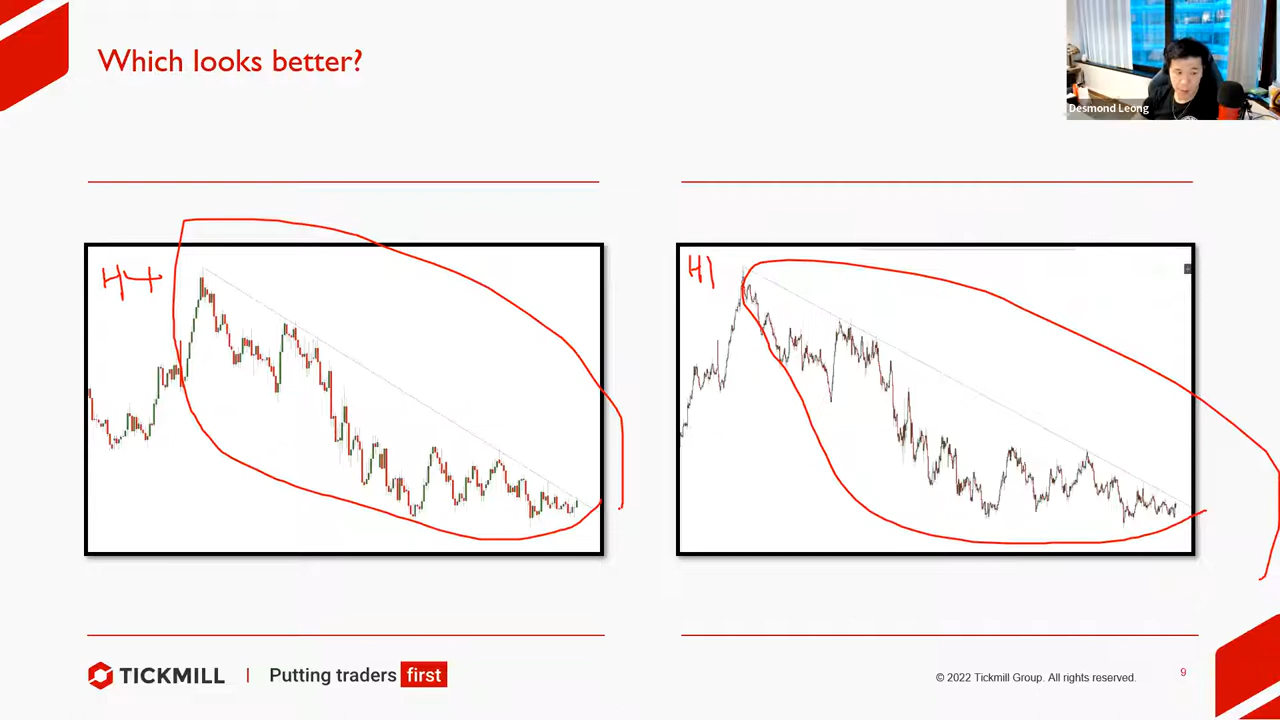 Which looks better?
Desmond Leong
H4
H1
TICKMILL | Putting traders first
© 2022 Tickmill Group. All rights reserved.
9